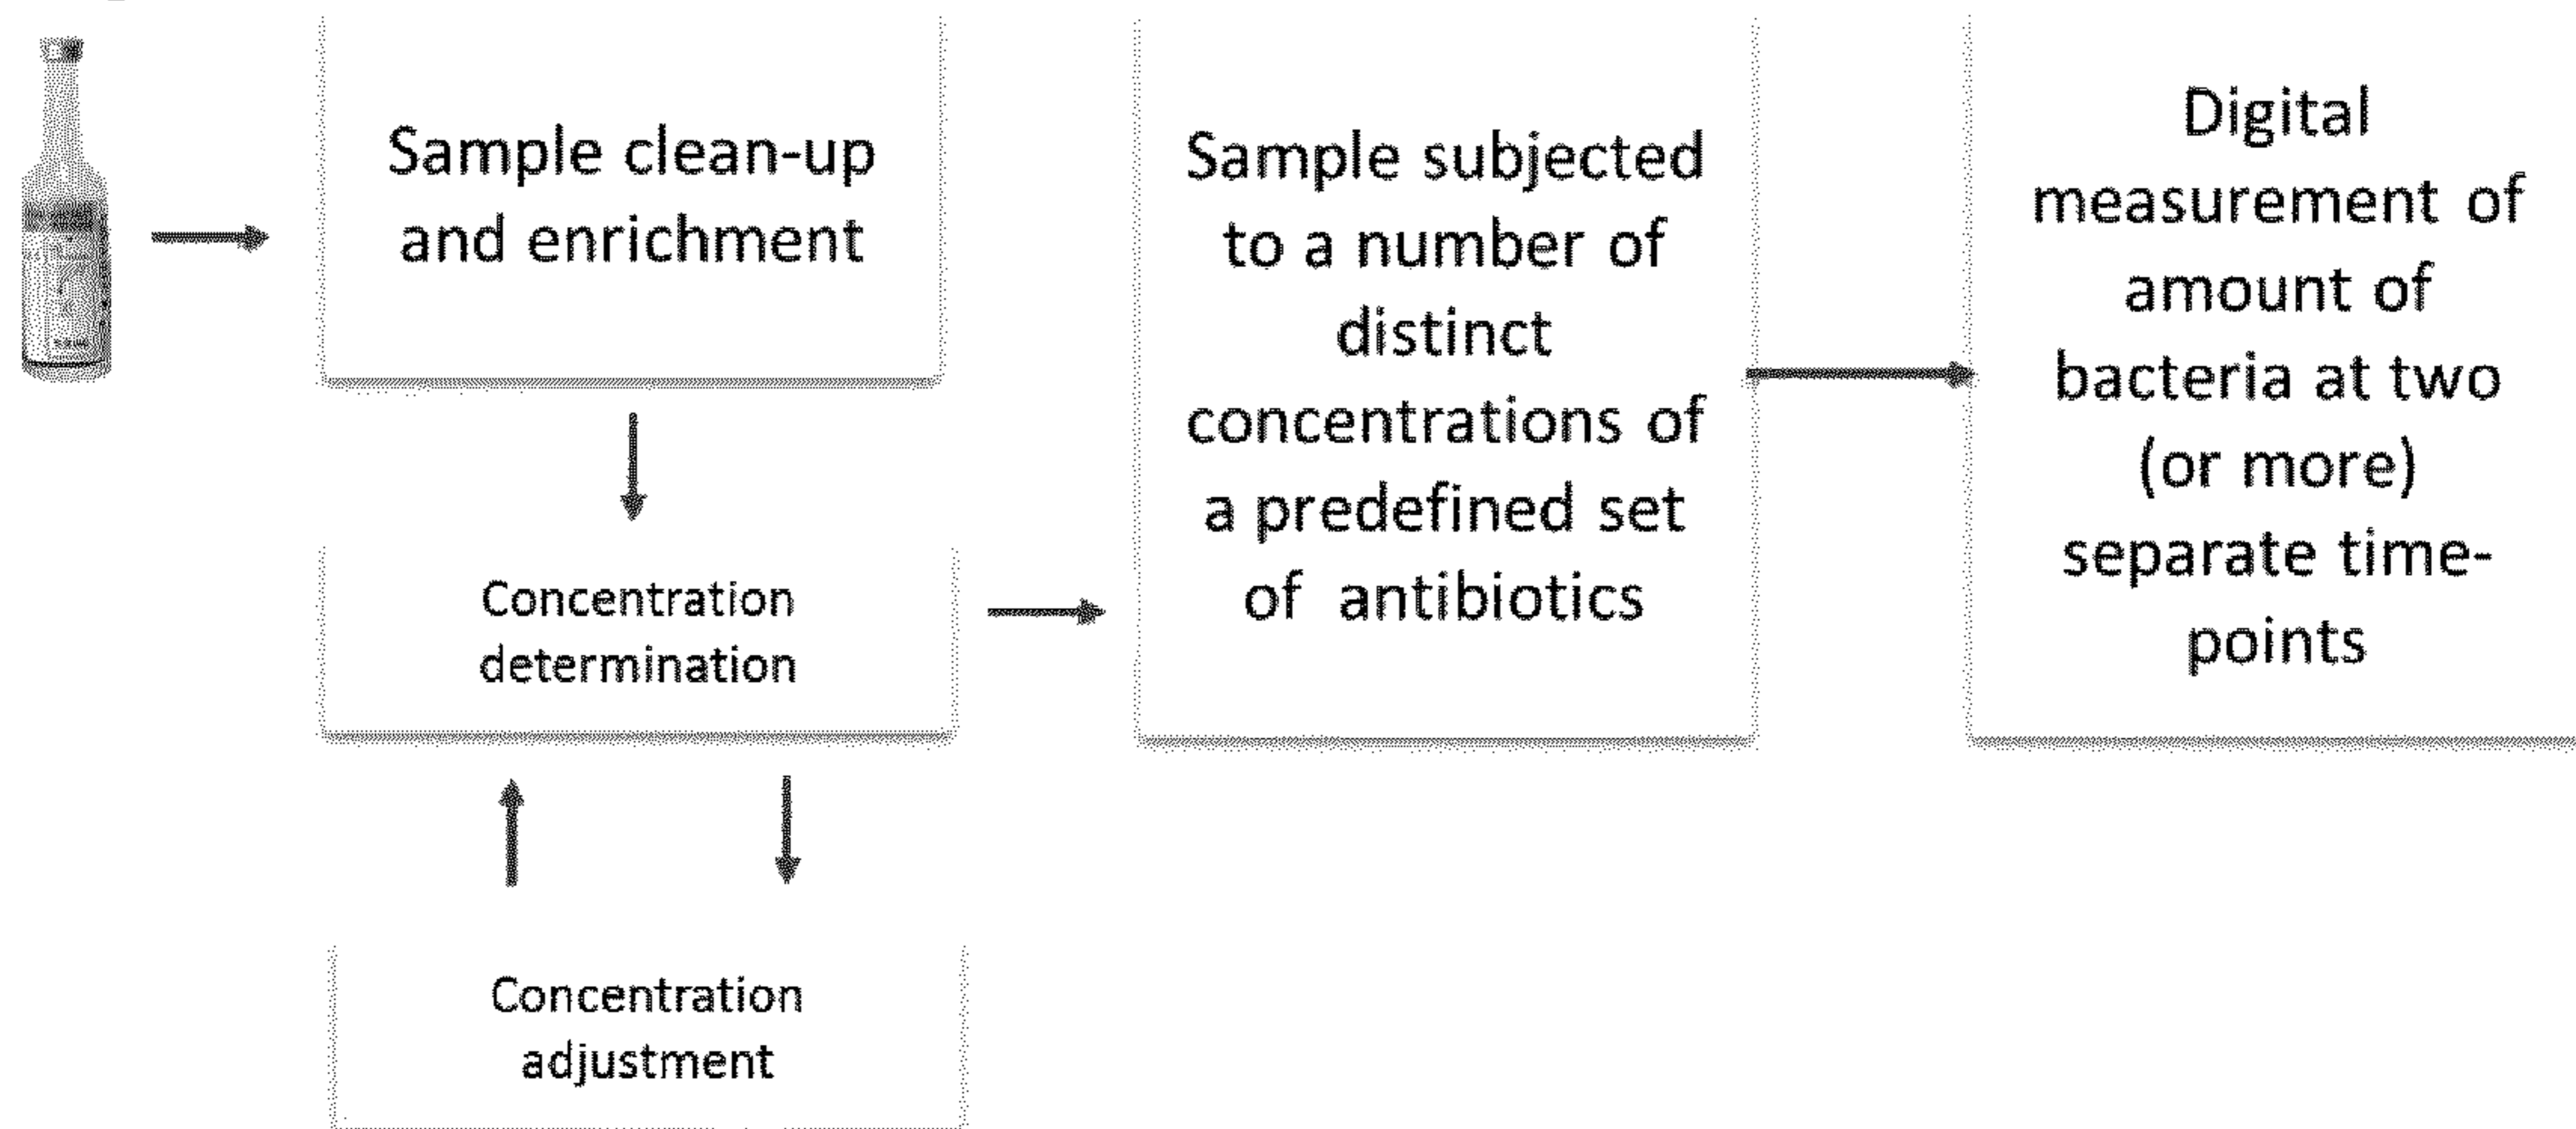 Sample clean-up
and enrichment
Concentration
determination
Concentration
adjustment
Sample subjected
to a number of
distinct
concentrations of
a predefined set
of antibiotics
Digital
measurement of
amount of
bacteria at two
(or more)
separate time-
points